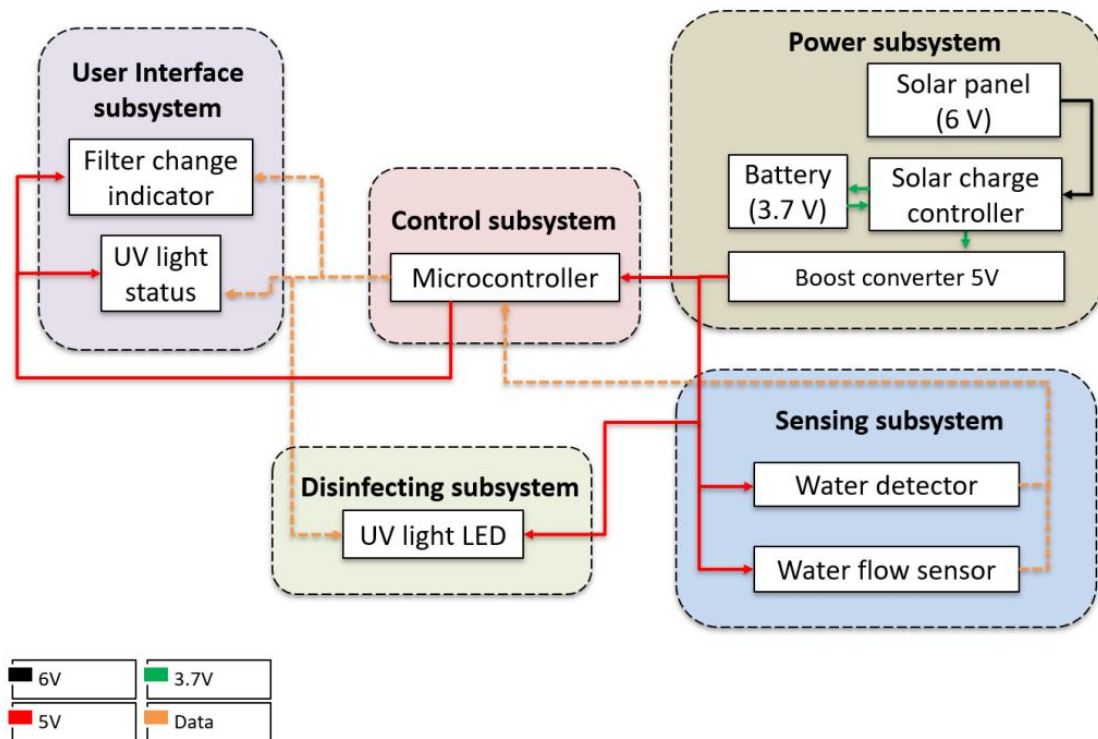 User Interface
subsystem
Filter change
indicator
UV light
status
Control subsystem
Microcontroller
Power subsystem
Solar panel
(6 V)
Battery
(3.7 V)
Solar charge
controller
Boost converter 5V
Sensing subsystem
Water detector
Water flow sensor
Disinfecting subsystem
UV light LED
6V
3.7V
5V
Data